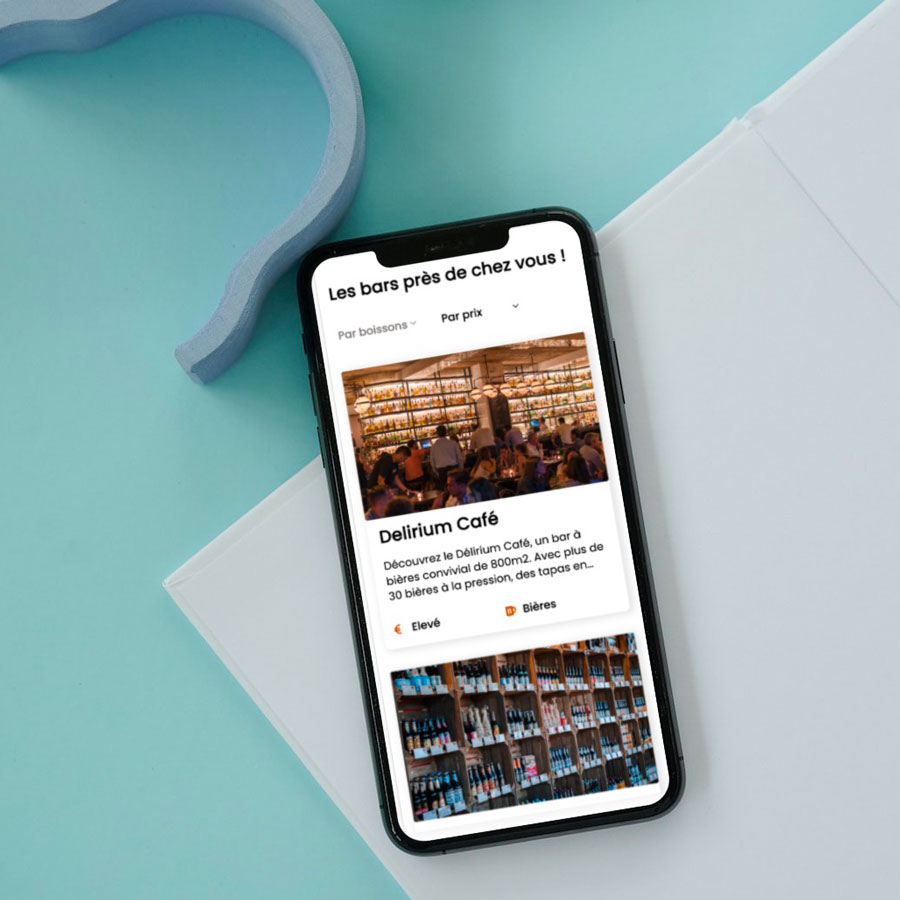 Les bars près de chez vous !
Par boissons
Par prix
Delirium Café
Découvrez le Délirium Café, un bar à
bières convivial de 800m2. Avec plus de
30 bières à la pression, des tapas en...
€ Elevé
Bières